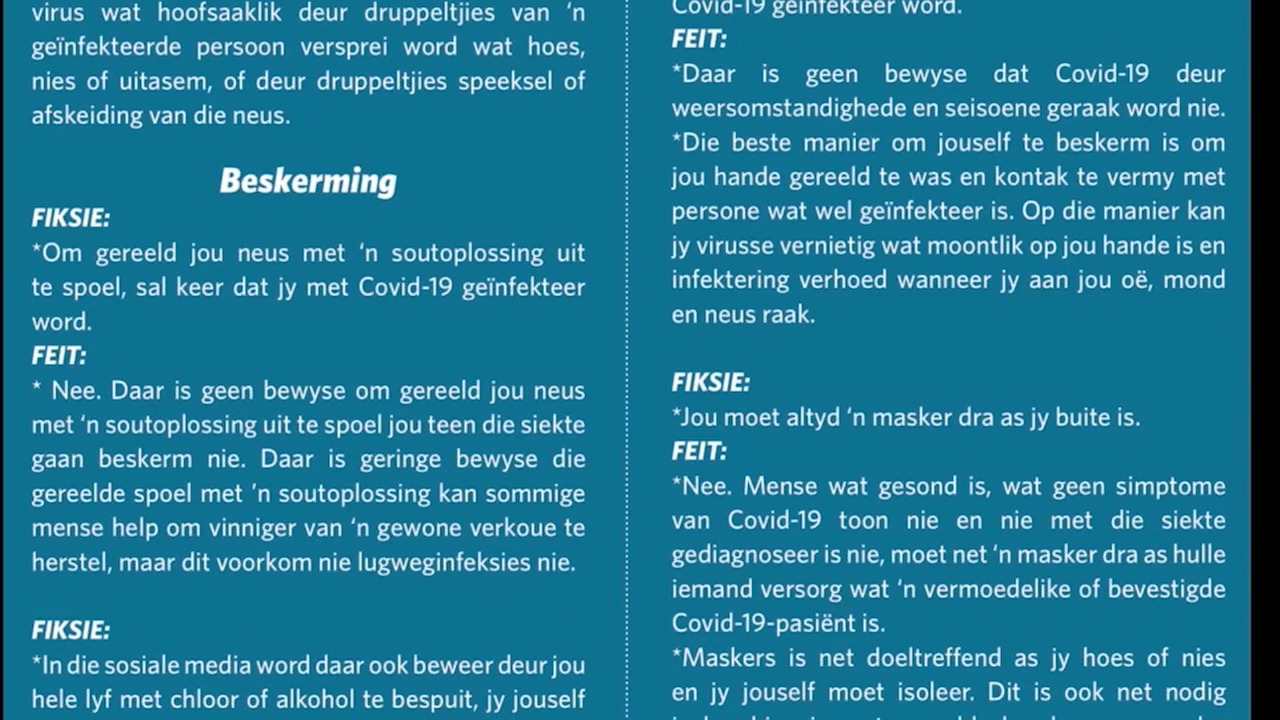 virus wat hoofsaaklik deur druppeltjies van ‘n
geïnfekteerde persoon versprei word wat hoes,
nies of uitasem, of deur druppeltjies speeksel of
afskeiding van die neus.
Beskerming
FIKSIE:
*Om gereeld jou neus met ‘n soutoplossing uit
te spoel, sal keer dat jy met Covid-19 geïnfekteer
word.
FEIT:
* Nee. Daar is geen bewyse om gereeld jou neus
met ‘n soutoplossing uit te spoel jou teen die siekte
gaan beskerm nie. Daar is geringe bewyse die
gereelde spoel met ‘n soutoplossing kan sommige
mense help om vinniger van ‘n gewone verkoue te
herstel, maar dit voorkom nie lugweginfeksies nie.
FIKSIE:
*In die sosiale media word daar ook beweer deur jou
hele lyf met chloor of alkohol te bespuit, jy jouself
Covid-19 geïnfekteer word.
FEIT:
*Daar is geen bewyse dat Covid-19 deur
weersomstandighede en seisoene geraak word nie.
*Die beste manier om jouself te beskerm is om
jou hande gereeld te was en kontak te vermy met
persone wat wel geïnfekteer is. Op die manier kan
jy virusse vernietig wat moontlik op jou hande is en
infektering verhoed wanneer jy aan jou oë, mond
en neus raak.
FIKSIE:
*Jou moet altyd ‘n masker dra as jy buite is.
FEIT:
*Nee. Mense wat gesond is, wat geen simptome
van Covid-19 toon nie en nie met die siekte
gediagnoseer is nie, moet net ‘n masker dra as hulle
iemand versorg wat ‘n vermoedelike of bevestigde
Covid-19-pasiënt is.
*Maskers is net doeltreffend as jy hoes of nies
en jy jouself moet isoleer. Dit is ook net nodig